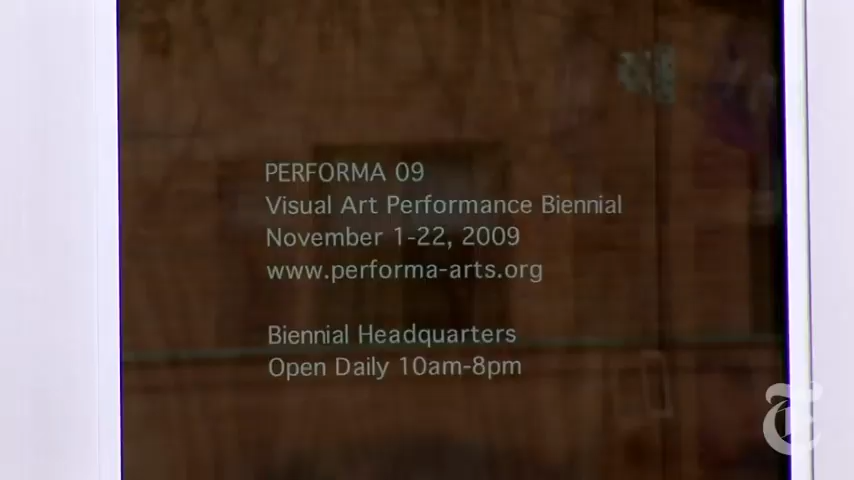 PERFORMA 09
Visual Art Performance Biennial
November 1-22, 2009
www.performa-arts.org
Biennial Headquarters
Open Daily 10am-8pm
T